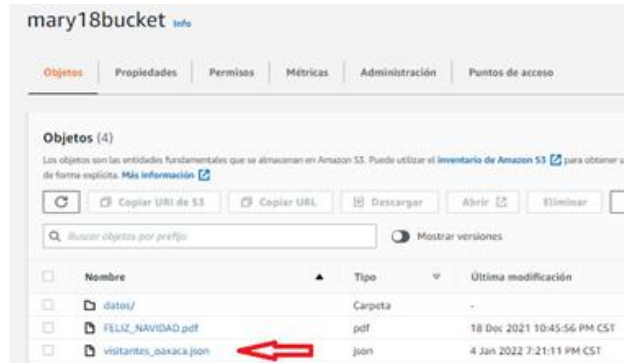 mary18bucket Info
Objetos Propiedades Permisos Métricas Administración Puntos de acceso
Objetos (4)
Los objetos son las entidades fundamentales que se almacenan en Amazon S3. Puede utilizar el inventario de Amazon S3 para obtener u
de forma explícita. Más información
Copiar URI de S3 Copiar URL Descargar Abrir Eliminar
Buscar objetos por prefijo Mostrar versiones
Nombre Tipo Última modificación
datos/ Carpeta -
FELIZ_NAVIDAD.pdf pdf 18 Dec 2021 10:45:56 PM CST
visitantes_oaxaca.json json 4 Jan 2022 7:21:11 PM CST